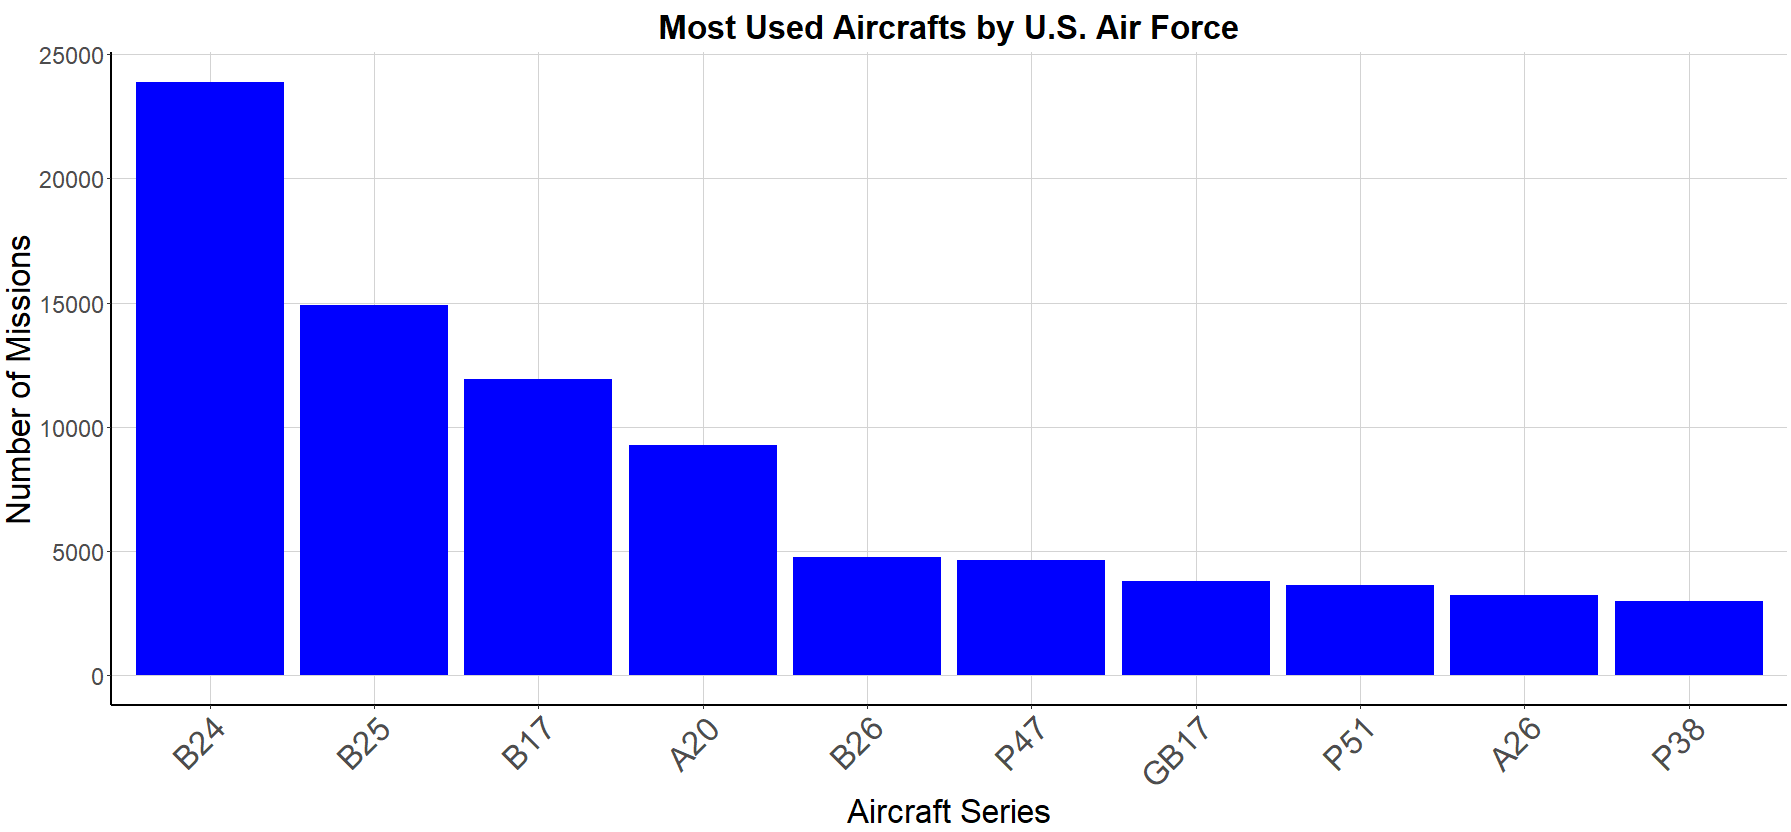 Most Used Aircrafts by U.S. Air Force
Number of Missions
25000
20000
15000
10000
5000
0
B24
B25
B17
A20
B26
P47
GB17
P51
A26
P38
Aircraft Series